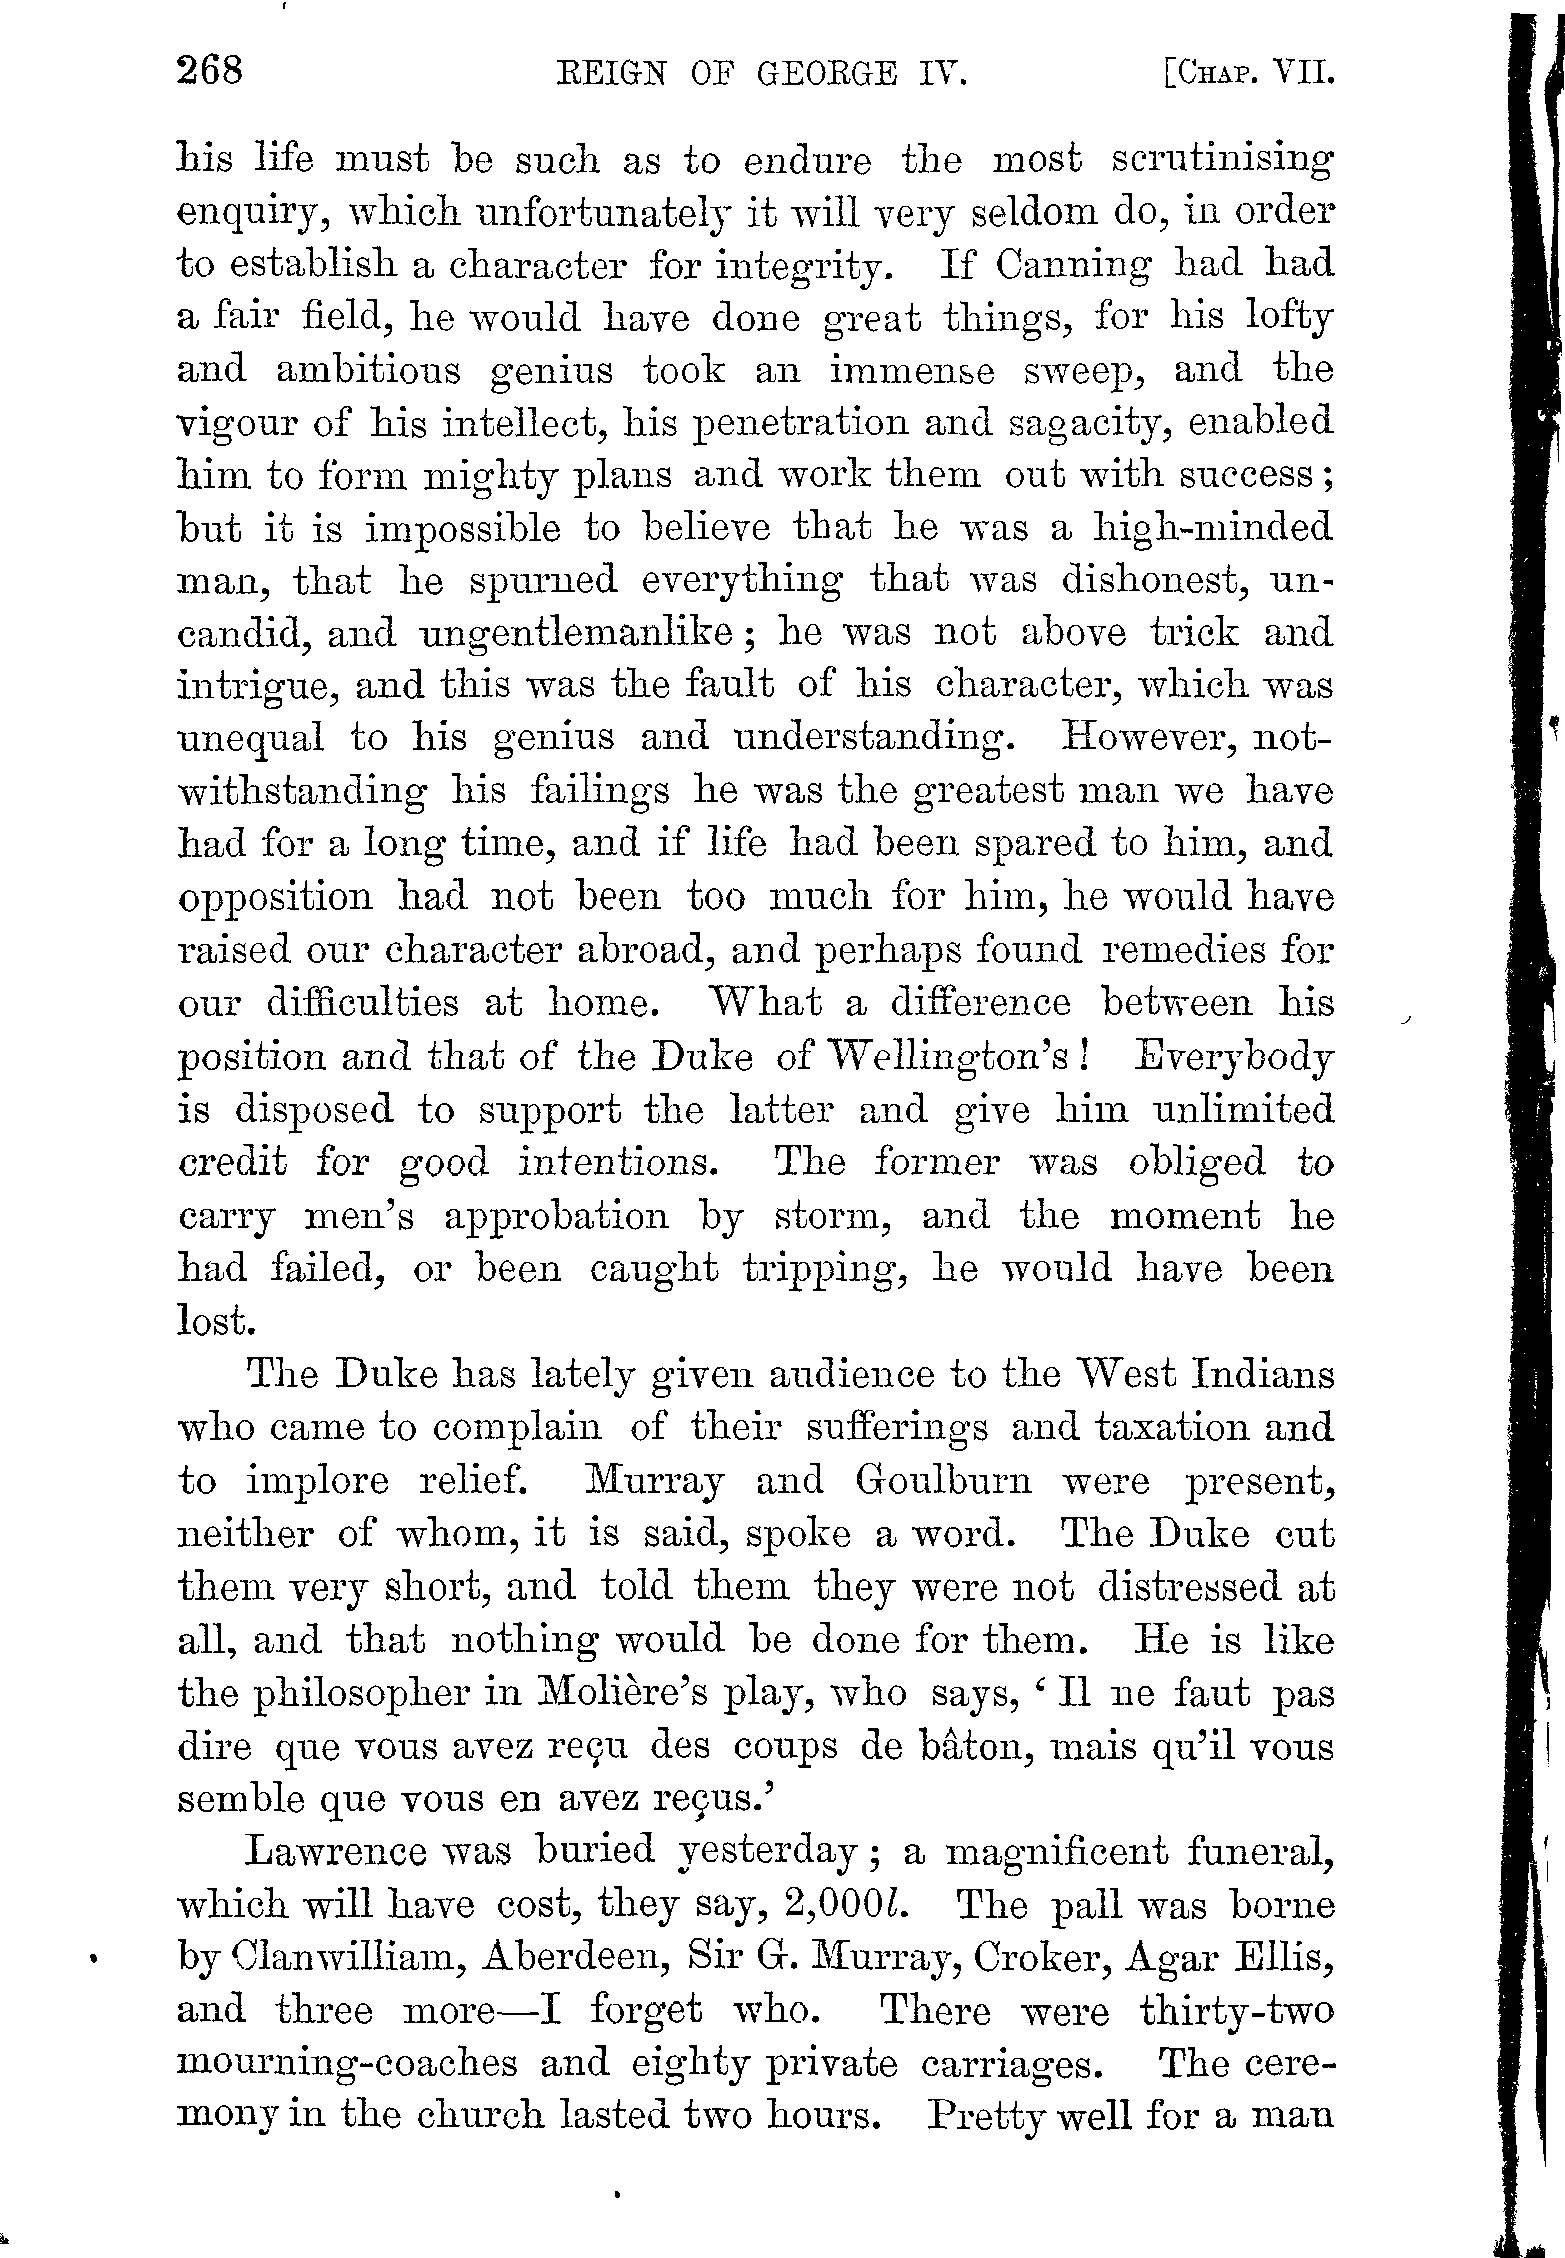 268 REIGN OF GEORGE IV. [CHAP. VII.
his life must be such as to endure the most scrutinising
enquiry, which unfortunately it will very seldom do, in order
to establish a character for integrity. If Canning had had
a fair field, he would have done great things, for his lofty
and ambitious genius took an immense sweep, and the
vigour of his intellect, his penetration and sagacity, enabled
him to form mighty plans and work them out with success;
but it is impossible to believe that he was a high-minded
man, that he spurned everything that was dishonest, un-
candid, and ungentlemanlike; he was not above trick and
intrigue, and this was the fault of his character, which was
unequal to his genius and understanding. However, not-
withstanding his failings he was the greatest man we have
had for a long time, and if life had been spared to him, and
opposition had not been too much for him, he would have
raised our character abroad, and perhaps found remedies for
our difficulties at home. What a difference between his
position and that of the Duke of Wellington's! Everybody
is disposed to support the latter and give him unlimited
credit for good intentions. The former was obliged to
carry men's approbation by storm, and the moment he
had failed, or been caught tripping, he would have been
lost.
The Duke has lately given audience to the West Indians
who came to complain of their sufferings and taxation and
to implore relief. Murray and Goulburn were present,
neither of whom, it is said, spoke a word. The Duke cut
them very short, and told them they were not distressed at
all, and that nothing would be done for them. He is like
the philosopher in Molière's play, who says, ‘Il ne faut pas
dire que vous avez reçu des coups de bâton, mais qu'il vous
semble que vous en avez reçus.’
Lawrence was buried yesterday; a magnificent funeral,
which will have cost, they say, 2,000l. The pall was borne
by Clanwilliam, Aberdeen, Sir G. Murray, Croker, Agar Ellis,
and three more—I forget who. There were thirty-two
mourning-coaches and eighty private carriages. The cere-
mony in the church lasted two hours. Pretty well for a man